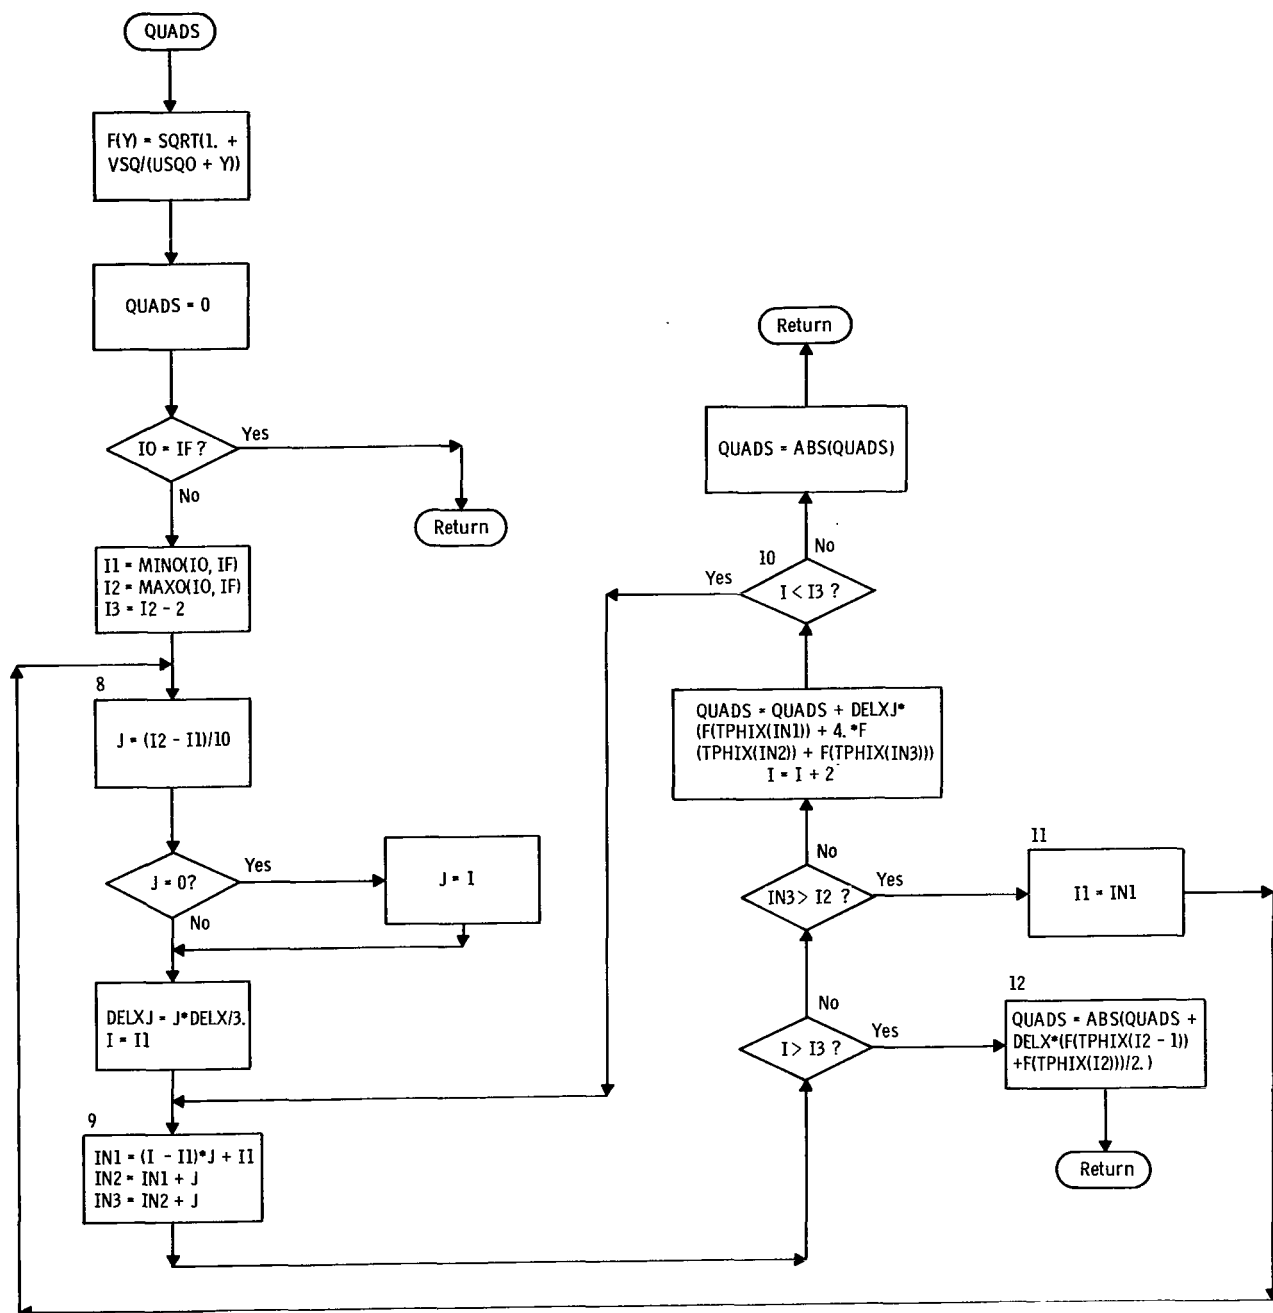 QUADS
F(Y) = SQRT(1. +
VSQ/(USQO + Y))
QUADS = 0
IO = IF ?
Yes
No
Return
I1 = MINO(IO, IF)
I2 = MAXO(IO, IF)
I3 = I2 - 2
8
J = (I2 - I1)/10
J = 0?
Yes
J = 1
No
DELXJ = J*DELX/3.
I = I1
9
IN1 = (I - I1)*J + I1
IN2 = IN1 + J
IN3 = IN2 + J
Return
QUADS = ABS(QUADS)
No
10
Yes
I < I3 ?
QUADS = QUADS + DELXJ*
(F(TPHIX(IN1)) + 4. *F
(TPHIX(IN2)) + F(TPHIX(IN3)))
I = I + 2
No
IN3 > I2 ?
Yes
11
I1 = IN1
No
I > I3 ?
Yes
12
QUADS = ABS(QUADS +
DELX*(F(TPHIX(I2 - 1))
+F(TPHIX(I2)))/2. )
Return